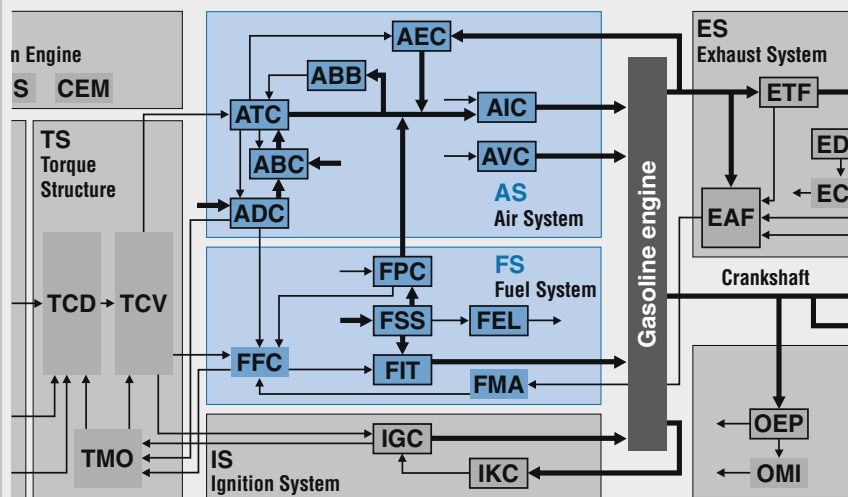 n Engine
S
CEM
TS
Torque
Structure
TCD
TCV
TMO
AEC
ABB
ATC
AIC
ABC
AVC
ADC
AS
Air System
FPC
FS
Fuel System
FSS
FEL
FFC
FIT
FMA
IS
Ignition System
IGC
IKC
Gasoline engine
ES
Exhaust System
ETF
ED
EC
EAF
Crankshaft
OEP
OMI